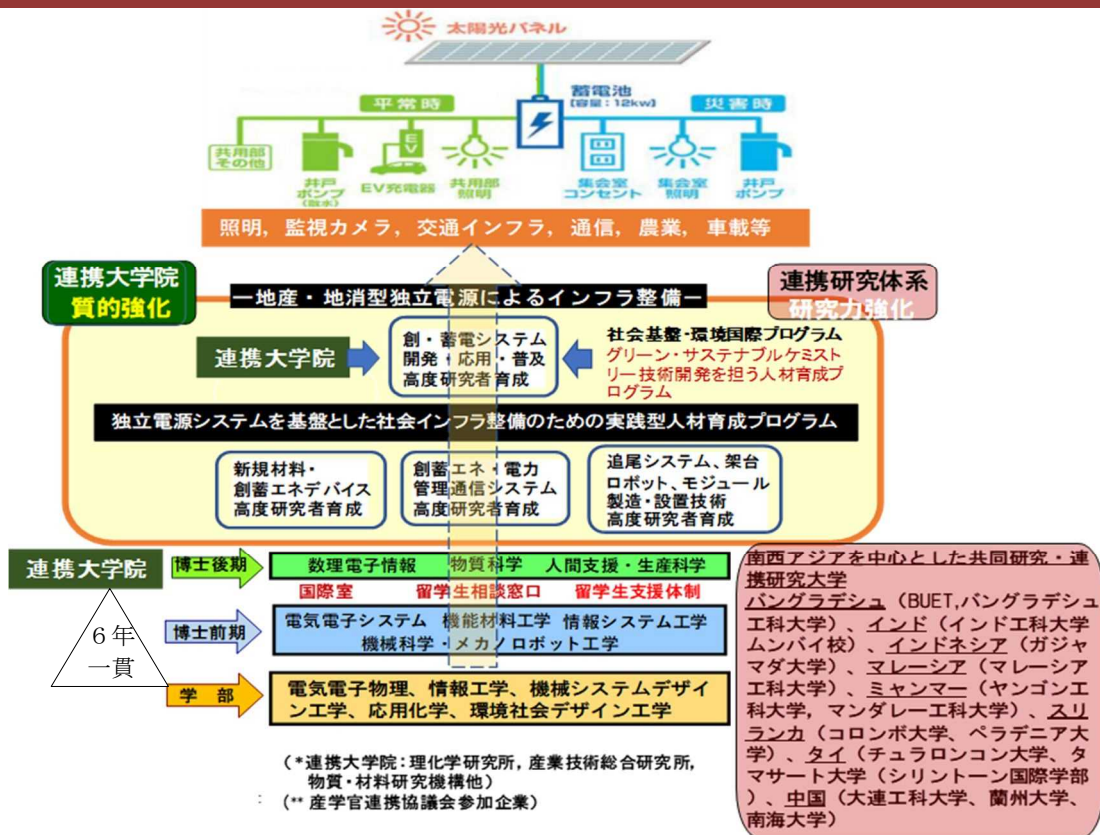 太陽光パネル
蓄電池
[容量：12kw]
平常時
災害時
EV
共用部
その他
井戸
ポンプ
(散水)
EV充電器
共用部
照明
集会室
コンセント
集会室
照明
井戸
ポンプ
照明，監視カメラ，交通インフラ，通信，農業，車載等
連携大学院
質的強化
ー地産・地消型独立電源によるインフラ整備ー
連携研究体系
研究力強化
連携大学院
創・蓄電システム
開発・応用・普及
高度研究者育成
社会基盤・環境国際プログラム
グリーン・サステナブルケミスト
リー技術開発を担う人材育成プ
ログラム
独立電源システムを基盤とした社会インフラ整備のための実践型人材育成プログラム
新規材料・
創蓄エネデバイス
高度研究者育成
創蓄エネ・電力
管理通信システム
高度研究者育成
追尾システム、架台
ロボット、モジュール
製造・設置技術
高度研究者育成
連携大学院
博士後期
数理電子情報　物質科学　人間支援・生産科学
国際室　留学生相談窓口　留学生支援体制
６年
一貫
博士前期
電気電子システム　機能材料工学　情報システム工学
機械科学・メカノロボット工学
学　部
電気電子物理、情報工学、機械システムデザイ
ン工学、応用化学、環境社会デザイン工学
(*連携大学院：理化学研究所，産業技術総合研究所，
物質・材料研究機構他)
：
(** 産学官連携協議会参加企業)
南西アジアを中心とした共同研究・連
携研究大学
バングラデシュ（BUET,バングラデシュ
工科大学）、インド（インド工科大学
ムンバイ校）、インドネシア（ガジャ
マダ大学）、マレーシア（マレーシア
工科大学）、ミャンマー（ヤンゴン工
科大学，マンダレー工科大学）、スリ
ランカ（コロンボ大学、ペラデニア大
学）、タイ（チュラロンコン大学、タ
マサート大学（シリントーン国際学部
）、中国（大連工科大学、蘭州大学、
南海大学）